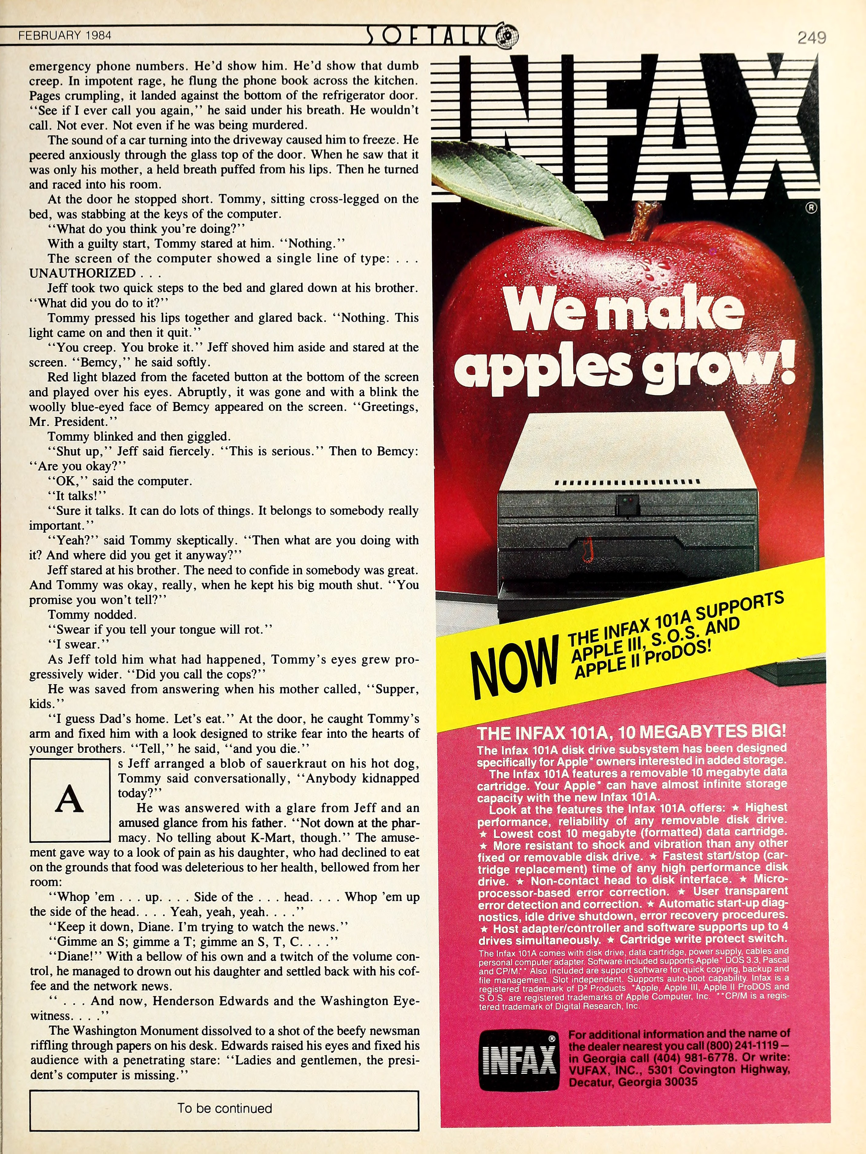 FEBRUARY 1984
SOFTALK
249
emergency phone numbers. He'd show him. He'd show that dumb
creep. In impotent rage, he flung the phone book across the kitchen.
Pages crumpling, it landed against the bottom of the refrigerator door.
"See if I ever call you again," he said under his breath. He wouldn't
call. Not ever. Not even if he was being murdered.
The sound of a car turning into the driveway caused him to freeze. He
peered anxiously through the glass top of the door. When he saw that it
was only his mother, a held breath puffed from his lips. Then he turned
and raced into his room.
At the door he stopped short. Tommy, sitting cross-legged on the
bed, was stabbing at the keys of the computer.
"What do you think you're doing?"
With a guilty start, Tommy stared at him. "Nothing."
The screen of the computer showed a single line of type: . . .
UNAUTHORIZED . . .
Jeff took two quick steps to the bed and glared down at his brother.
"What did you do to it?"
Tommy pressed his lips together and glared back. "Nothing. This
light came on and then it quit."
"You creep. You broke it." Jeff shoved him aside and stared at the
screen. "Bemcy," he said softly.
Red light blazed from the faceted button at the bottom of the screen
and played over his eyes. Abruptly, it was gone and with a blink the
woolly blue-eyed face of Bemcy appeared on the screen. "Greetings,
Mr. President."
Tommy blinked and then giggled.
"Shut up," Jeff said fiercely. "This is serious." Then to Bemcy:
"Are you okay?"
"OK," said the computer.
"It talks!"
"Sure it talks. It can do lots of things. It belongs to somebody really
important."
"Yeah?" said Tommy skeptically. "Then what are you doing with
it? And where did you get it anyway?"
Jeff stared at his brother. The need to confide in somebody was great.
And Tommy was okay, really, when he kept his big mouth shut. "You
promise you won't tell?"
Tommy nodded.
"Swear if you tell your tongue will rot."
"I swear."
As Jeff told him what had happened, Tommy's eyes grew pro-
gressively wider. "Did you call the cops?"
He was saved from answering when his mother called, "Supper,
kids."
"I guess Dad's home. Let's eat." At the door, he caught Tommy's
arm and fixed him with a look designed to strike fear into the hearts of
younger brothers. "Tell," he said, "and you die."
As Jeff arranged a blob of sauerkraut on his hot dog,
Tommy said conversationally, "Anybody kidnapped
today?"
He was answered with a glare from Jeff and an
amused glance from his father. "Not down at the phar-
macy. No telling about K-Mart, though." The amuse-
ment gave way to a look of pain as his daughter, who had declined to eat
on the grounds that food was deleterious to her health, bellowed from her
room:
"Whop 'em . . . up. . . . Side of the . . . head. . . . Whop 'em up
the side of the head. . . . Yeah, yeah, yeah. . . ."
"Keep it down, Diane. I'm trying to watch the news."
"Gimme an S; gimme a T; gimme an S, T, C. . . ."
"Diane!" With a bellow of his own and a twitch of the volume con-
trol, he managed to drown out his daughter and settled back with his cof-
fee and the network news.
" . . . And now, Henderson Edwards and the Washington Eye-
witness. . . ."
The Washington Monument dissolved to a shot of the beefy newsman
riffling through papers on his desk. Edwards raised his eyes and fixed his
audience with a penetrating stare: "Ladies and gentlemen, the presi-
dent's computer is missing."
To be continued
INFAX
®
We make
apples grow!
NOW THE INFAX 101A SUPPORTS
APPLE III, S.O.S. AND
APPLE II ProDOS!
THE INFAX 101A, 10 MEGABYTES BIG!
The Infax 101A disk drive subsystem has been designed
specifically for Apple* owners interested in added storage.
The Infax 101A features a removable 10 megabyte data
cartridge. Your Apple* can have almost infinite storage
capacity with the new Infax 101A.
Look at the features the Infax 101A offers: ★ Highest
performance, reliability of any removable disk drive.
★ Lowest cost 10 megabyte (formatted) data cartridge.
★ More resistant to shock and vibration than any other
fixed or removable disk drive. ★ Fastest start/stop (car-
tridge replacement) time of any high performance disk
drive. ★ Non-contact head to disk interface. ★ Micro-
processor-based error correction. ★ User transparent
error detection and correction. ★ Automatic start-up diag-
nostics, idle drive shutdown, error recovery procedures.
★ Host adapter/controller and software supports up to 4
drives simultaneously. ★ Cartridge write protect switch.
The Infax 101A comes with disk drive, data cartridge, power supply, cables and
personal computer adapter. Software included supports Apple* DOS 3.3, Pascal
and CP/M.** Also included are support software for quick copying, backup and
file management. Slot independent. Supports auto-boot capability. Infax is a
registered trademark of D² Products *Apple, Apple III, Apple II ProDOS and
S.O.S. are registered trademarks of Apple Computer, Inc. **CP/M is a regis-
tered trademark of Digital Research, Inc.
INFAX®
For additional information and the name of
the dealer nearest you call (800) 241-1119—
in Georgia call (404) 981-6778. Or write:
VUFAX, INC., 5301 Covington Highway,
Decatur, Georgia 30035